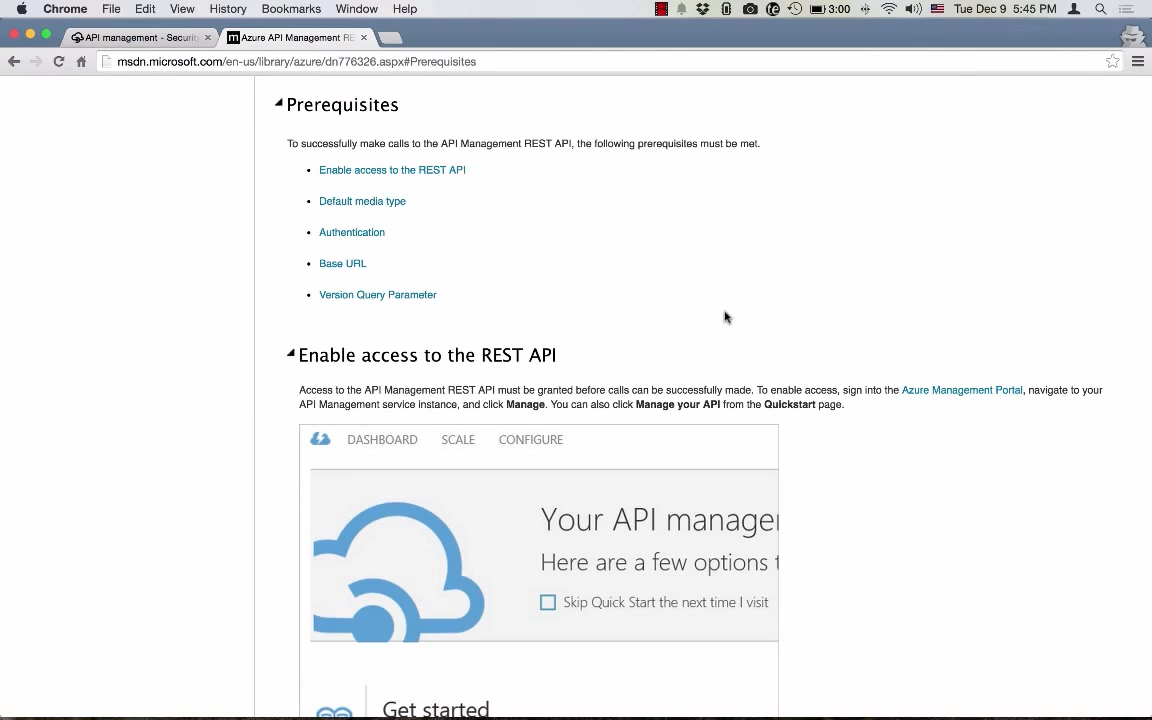 Chrome File Edit View History Bookmarks Window Help 3:00 Tue Dec 9 5:45 PM
API management - Securit
Azure API Management RE
msdn.microsoft.com/en-us/library/azure/dn776326.aspx#Prerequisites
Prerequisites
To successfully make calls to the API Management REST API, the following prerequisites must be met.
• Enable access to the REST API
• Default media type
• Authentication
• Base URL
• Version Query Parameter
Enable access to the REST API
Access to the API Management REST API must be granted before calls can be successfully made. To enable access, sign into the Azure Management Portal, navigate to your
API Management service instance, and click Manage. You can also click Manage your API from the Quickstart page.
DASHBOARD SCALE CONFIGURE
Your API manage
Here are a few options
Skip Quick Start the next time I visit
Get started